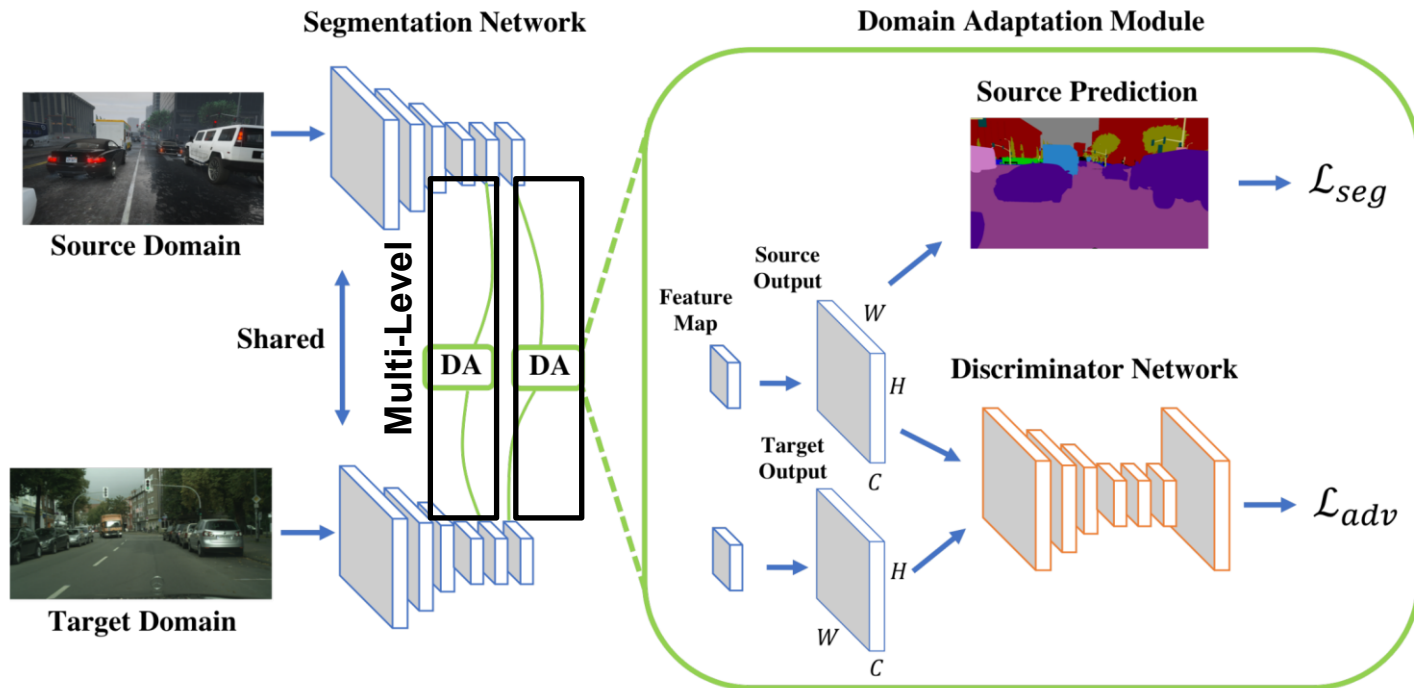 Segmentation Network
Domain Adaptation Module
Source Domain
Shared
Target Domain
Multi-Level
DA
DA
Source Prediction
ℒ_seg
Source
Output
Feature
Map
W
H
C
Discriminator Network
Target
Output
H
W
C
ℒ_adv